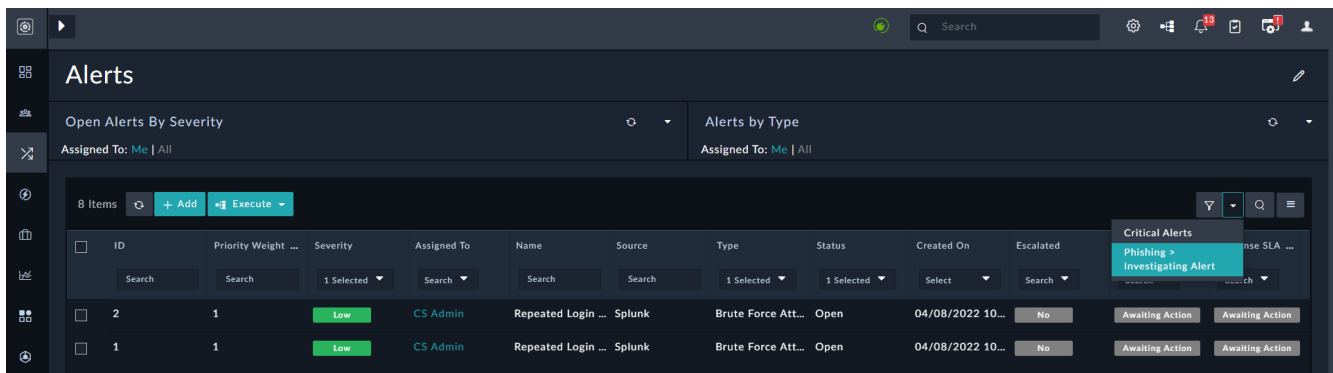 13
!
Search
Alerts
Open Alerts By Severity
Assigned To: Me | All
Alerts by Type
Assigned To: Me | All
8 Items
+ Add
Execute
Critical Alerts
Phishing >
Investigating Alert
ID
Priority Weight ...
Severity
Assigned To
Name
Source
Type
Status
Created On
Escalated
nse SLA ...
Search
Search
1 Selected
Search
Search
Search
1 Selected
1 Selected
Select
Search
2 1 Low CS Admin Repeated Login ... Splunk Brute Force Att... Open 04/08/2022 10... No Awaiting Action Awaiting Action
1 1 Low CS Admin Repeated Login ... Splunk Brute Force Att... Open 04/08/2022 10... No Awaiting Action Awaiting Action